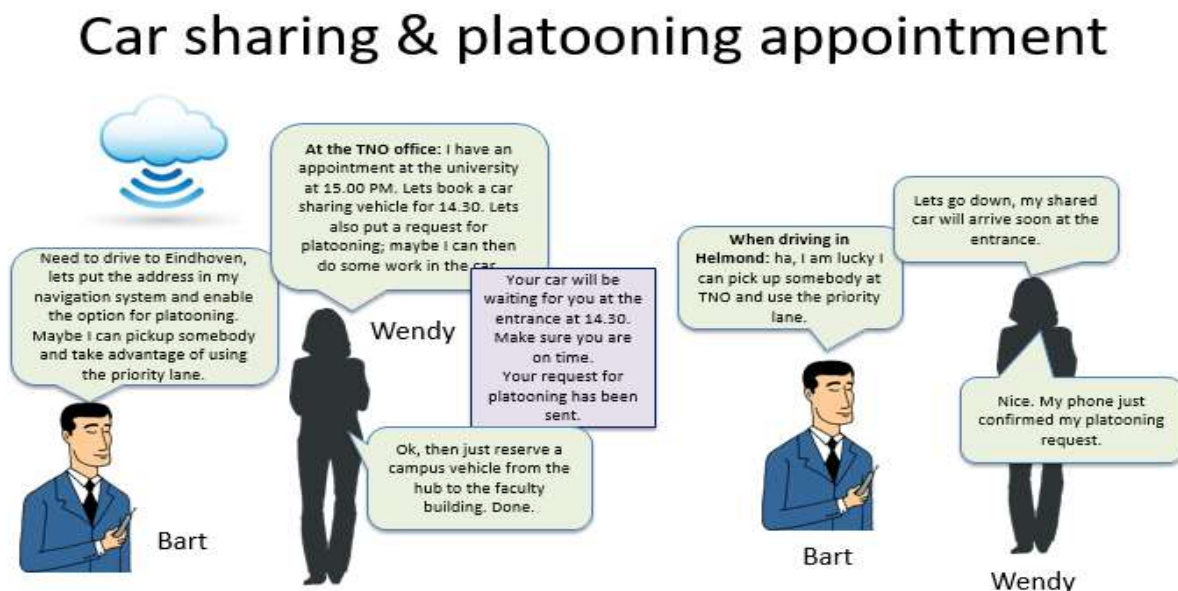 Car sharing & platooning appointment
At the TNO office: I have an
appointment at the university
at 15.00 PM. Lets book a car
sharing vehicle for 14.30. Lets
also put a request for
platooning; maybe I can then
do some work in the car
Need to drive to Eindhoven,
lets put the address in my
navigation system and enable
the option for platooning.
Maybe I can pickup somebody
and take advantage of using
the priority lane.
Wendy
Your car will be
waiting for you at the
entrance at 14.30.
Make sure you are
on time.
Your request for
platooning has been
sent.
Ok, then just reserve a
campus vehicle from the
hub to the faculty
building. Done.
Bart
Lets go down, my shared
car will arrive soon at the
entrance.
When driving in
Helmond: ha, I am lucky I
can pick up somebody at
TNO and use the priority
lane.
Nice. My phone just
confirmed my platooning
request.
Bart
Wendy